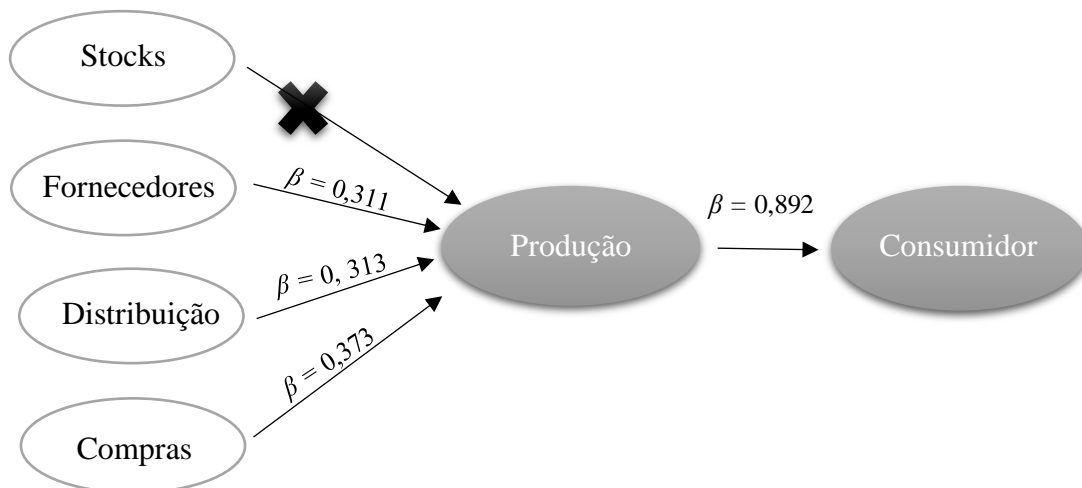 Stocks
Fornecedores
β = 0,311
Produção
β = 0,892
Consumidor
β = 0, 313
Distribuição
β = 0,373
Compras